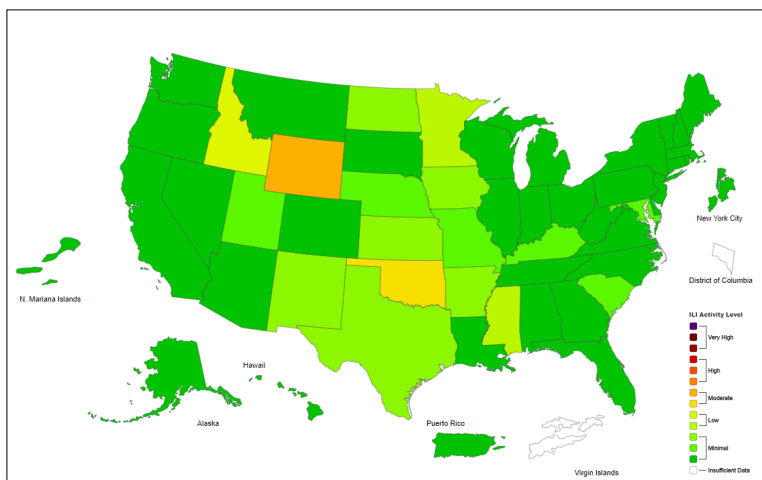 New York City
District of Columbia
N. Mariana Islands
ILI Activity Level
Very High
High
Moderate
Low
Minimal
Insufficient Data
Hawaii
Alaska
Puerto Rico
Virgin Islands